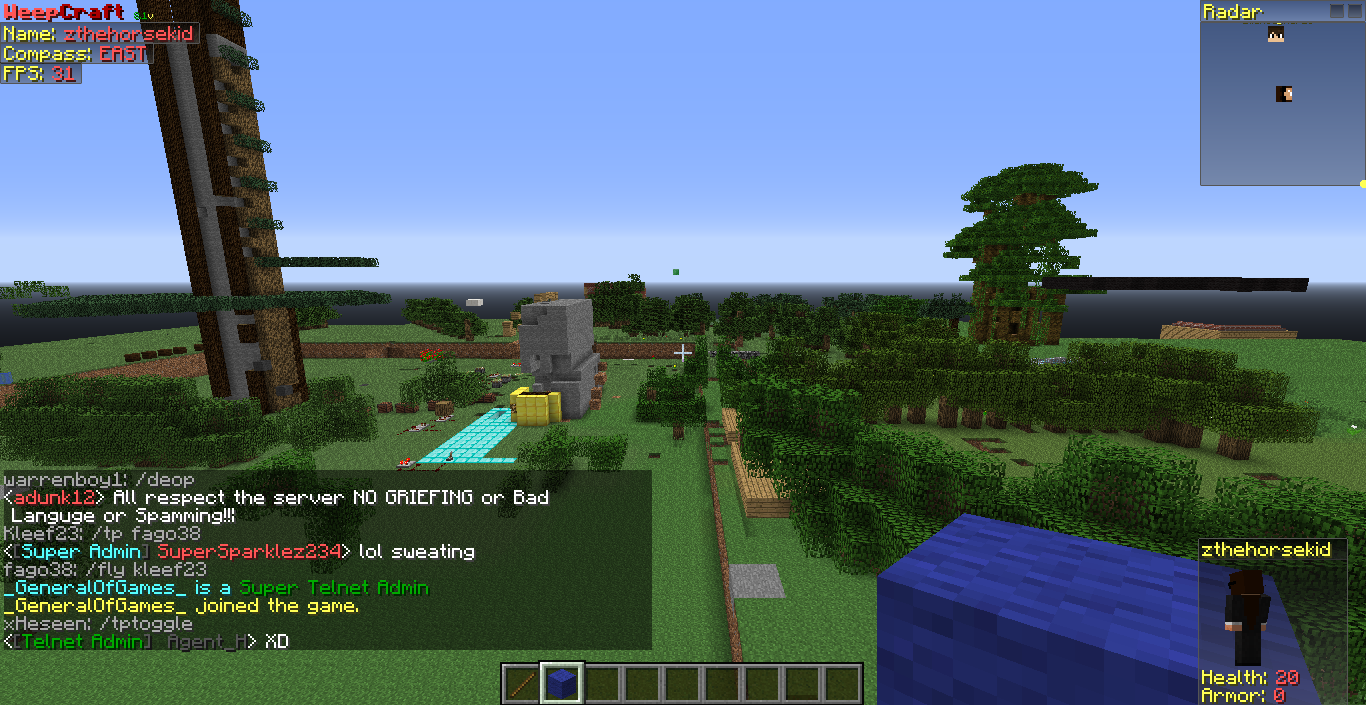 WeepCraft
Name: zthehorsekid
Compass: EAST
FPS: 31
Radar
warrenboy1: /deop
<adunk12> All respect the server NO GRIEFING or Bad
Languge or Spamming!!!
Kleef23: /tp fago38
<[Super Admin] SuperSparklez234> lol sweating
fago38: /fly kleef23
_GeneralOfGames_ is a Super Telnet Admin
_GeneralOfGames_ joined the game.
xHeseen: /tptoggle
<[Telnet Admin] Agent_H> XD
zthehorsekid
Health: 20
Armor: 0